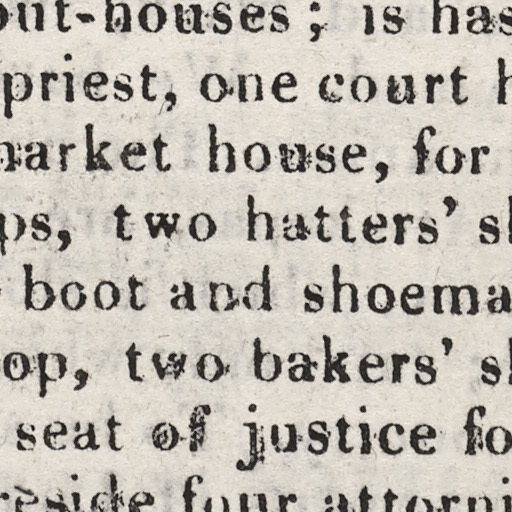 out-houses; is has
priest, one court h
market house, for
ps, two hatters' sh
boot and shoema
op, two bakers' sh
seat of justice fo
reside four attorni